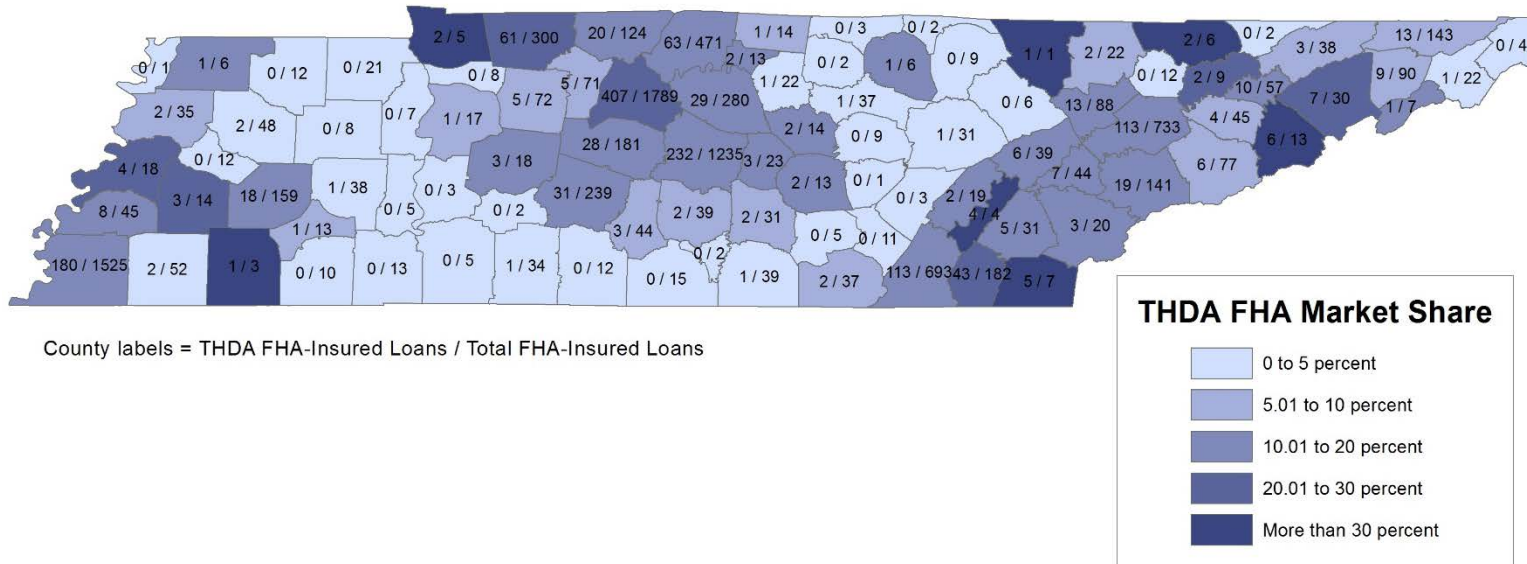 2 / 5
61 / 300
20 / 124
63 / 471
1 / 14
0 / 3
0 / 2
1 / 1
2 / 22
2 / 6
0 / 2
3 / 38
13 / 143
0 / 4
0 / 1
1 / 6
0 / 12
0 / 21
0 / 8
5 / 71
2 / 13
0 / 2
1 / 6
0 / 9
0 / 12
2 / 9
10 / 57
7 / 30
9 / 90
1 / 22
2 / 35
2 / 48
0 / 8
0 / 7
1 / 17
5 / 72
407 / 1789
29 / 280
1 / 22
1 / 37
0 / 6
13 / 88
113 / 733
4 / 45
6 / 13
1 / 7
4 / 18
0 / 12
3 / 18
28 / 181
232 / 1235
3 / 23
2 / 14
0 / 9
1 / 31
6 / 39
7 / 44
19 / 141
6 / 77
8 / 45
3 / 14
18 / 159
1 / 38
0 / 5
0 / 3
0 / 2
31 / 239
2 / 13
0 / 1
0 / 3
2 / 19
4 / 4
5 / 31
3 / 20
1 / 13
3 / 44
2 / 39
2 / 31
0 / 5
0 / 11
180 / 1525
2 / 52
1 / 3
0 / 10
0 / 13
0 / 5
1 / 34
0 / 12
0 / 15
0 / 2
1 / 39
2 / 37
113 / 693
43 / 182
5 / 7
County labels = THDA FHA-Insured Loans / Total FHA-Insured Loans
THDA FHA Market Share
0 to 5 percent
5.01 to 10 percent
10.01 to 20 percent
20.01 to 30 percent
More than 30 percent